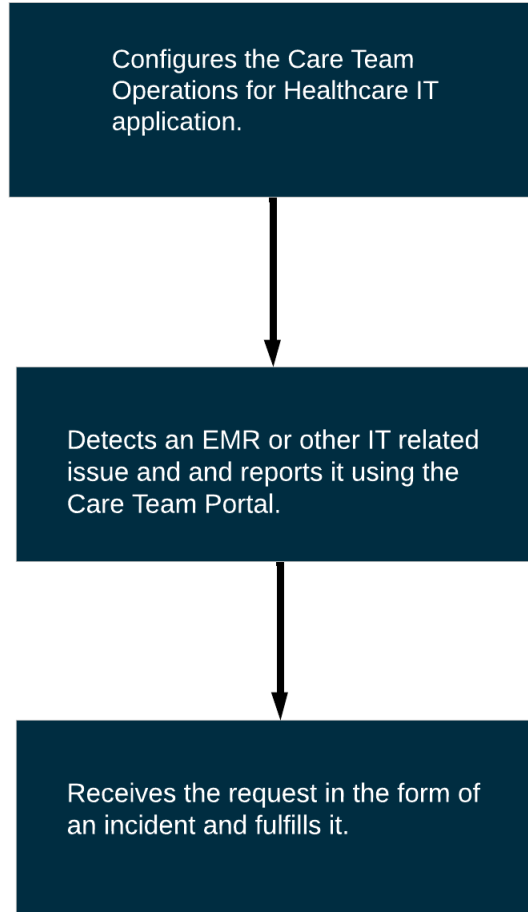 Configures the Care Team
Operations for Healthcare IT
application.
Detects an EMR or other IT related
issue and and reports it using the
Care Team Portal.
Receives the request in the form of
an incident and fulfills it.